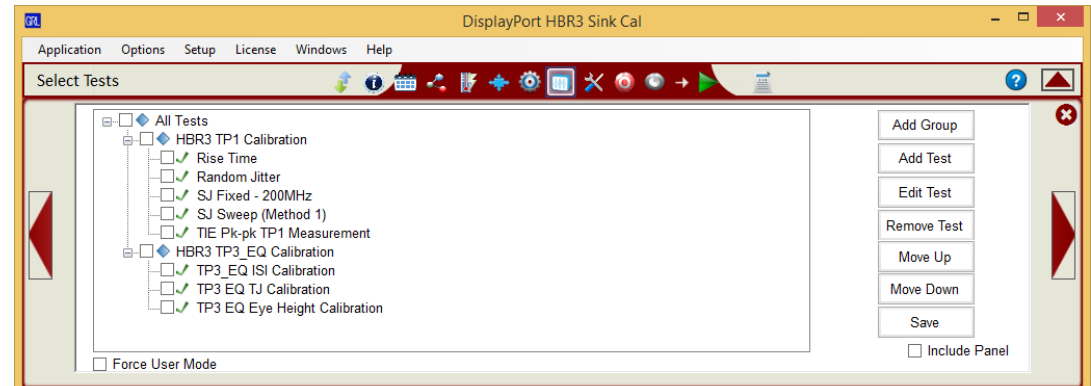 GRL
DisplayPort HBR3 Sink Cal
Application Options Setup License Windows Help
Select Tests
All Tests
HBR3 TP1 Calibration
Rise Time
Random Jitter
SJ Fixed - 200MHz
SJ Sweep (Method 1)
TIE Pk-pk TP1 Measurement
HBR3 TP3_EQ Calibration
TP3_EQ ISI Calibration
TP3 EQ TJ Calibration
TP3 EQ Eye Height Calibration
Force User Mode
Add Group
Add Test
Edit Test
Remove Test
Move Up
Move Down
Save
Include Panel